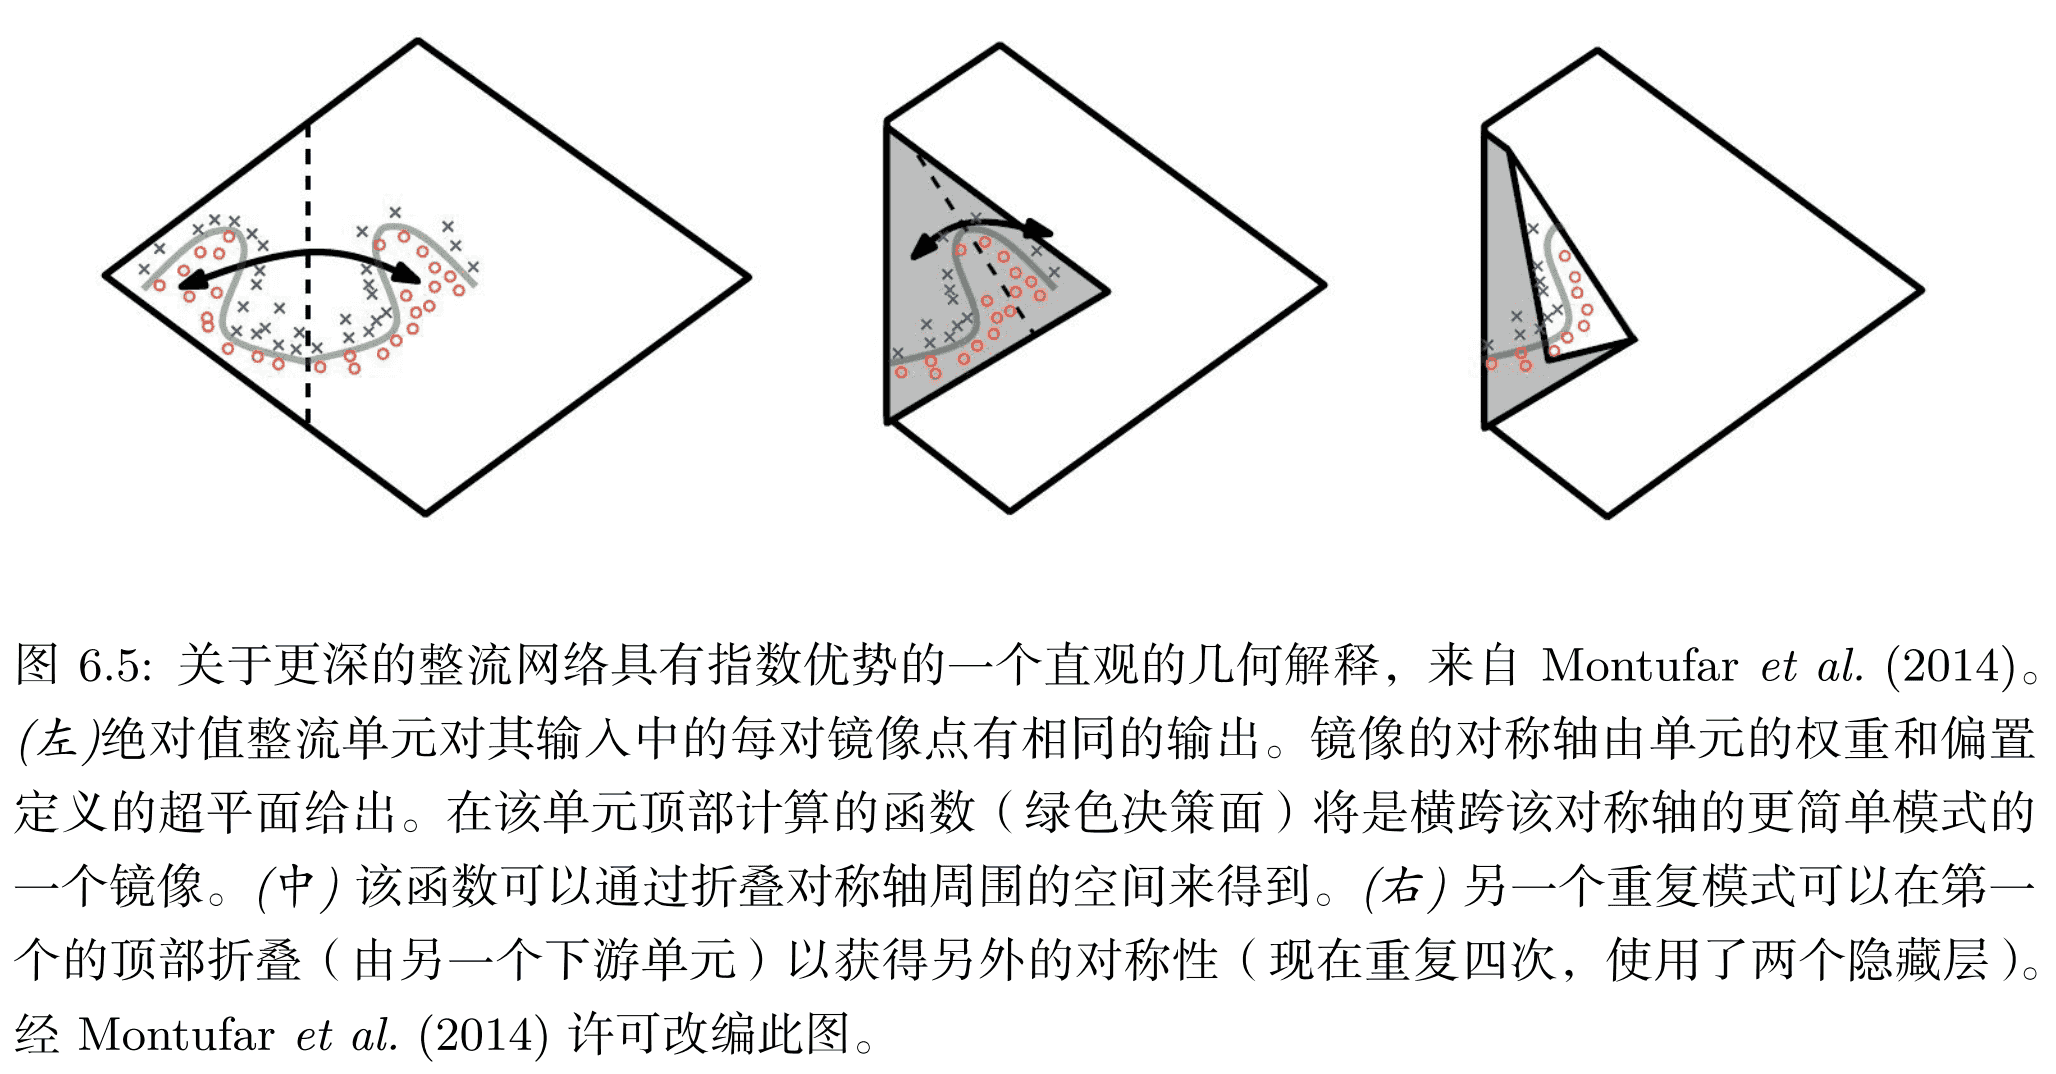 图 6.5: 关于更深的整流网络具有指数优势的一个直观的几何解释，来自 Montufar et al. (2014)。
(左)绝对值整流单元对其输入中的每对镜像点有相同的输出。镜像的对称轴由单元的权重和偏置
定义的超平面给出。在该单元顶部计算的函数（绿色决策面）将是横跨该对称轴的更简单模式的
一个镜像。(中) 该函数可以通过折叠对称轴周围的空间来得到。(右) 另一个重复模式可以在第一
个的顶部折叠（由另一个下游单元）以获得另外的对称性（现在重复四次，使用了两个隐藏层）。
经 Montufar et al. (2014) 许可改编此图。